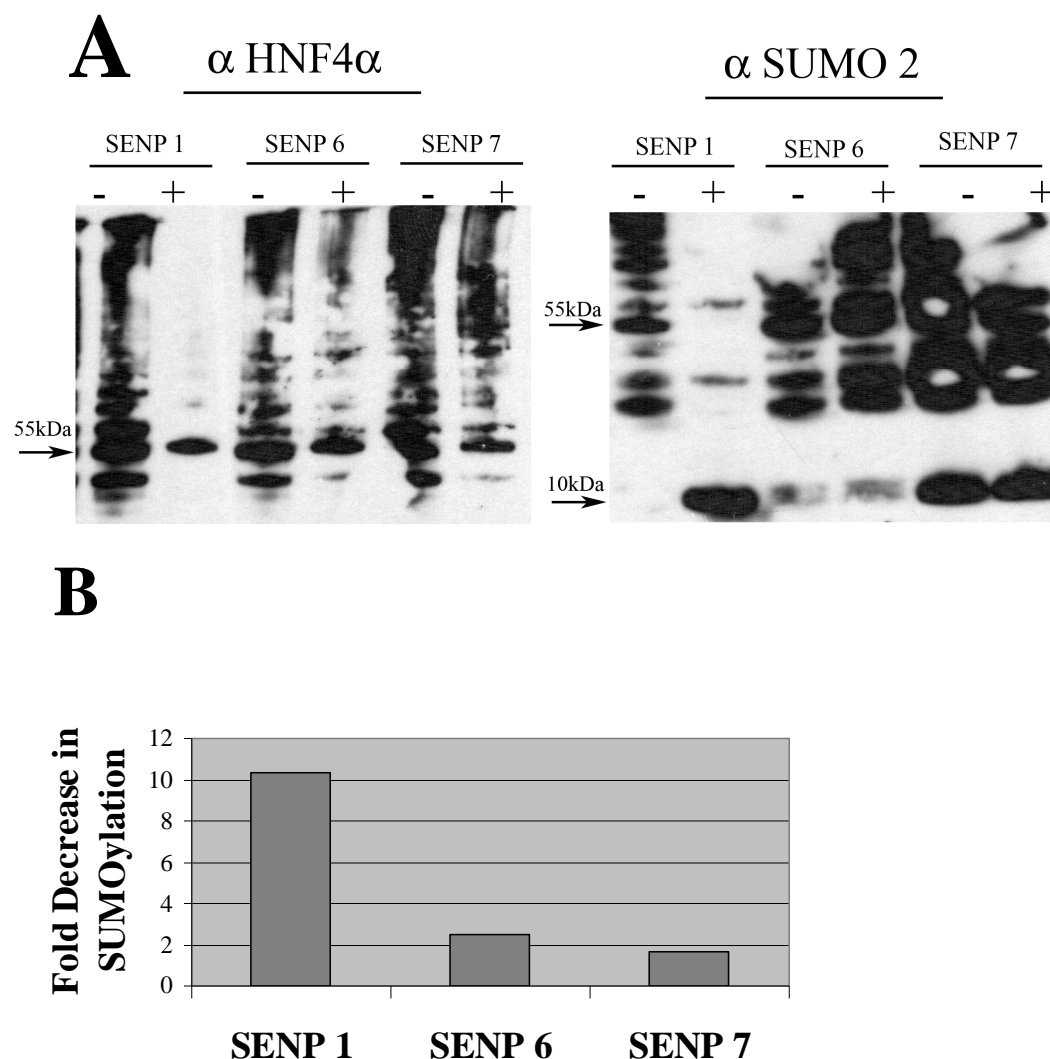 A
α HNF4α
α SUMO 2
SENP 1
SENP 6
SENP 7
SENP 1
SENP 6
SENP 7
- + - + - +
- + - + - +
55kDa
55kDa
10kDa
B
Fold Decrease in
SUMOylation
12
10
8
6
4
2
0
SENP 1
SENP 6
SENP 7